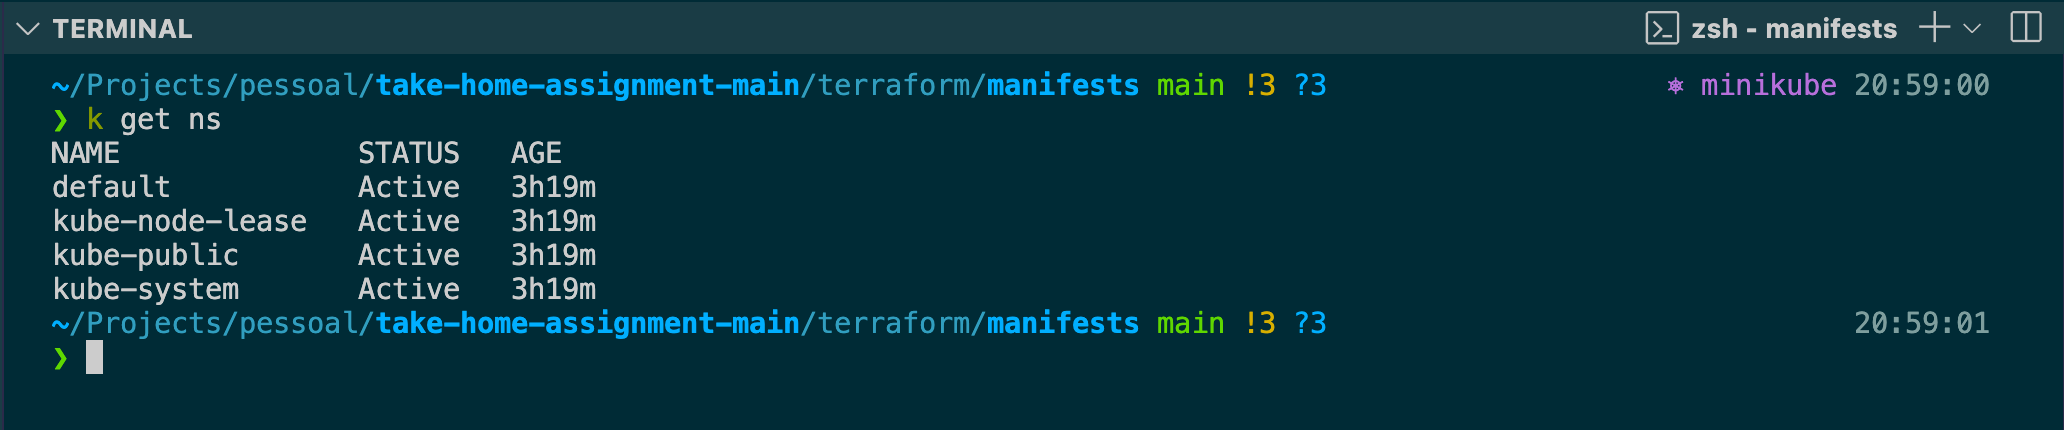 TERMINAL zsh - manifests
~/Projects/pessoal/take-home-assignment-main/terraform/manifests main !3 ?3 ⎈ minikube 20:59:00
❯ k get ns
NAME STATUS AGE
default Active 3h19m
kube-node-lease Active 3h19m
kube-public Active 3h19m
kube-system Active 3h19m
~/Projects/pessoal/take-home-assignment-main/terraform/manifests main !3 ?3 20:59:01
❯